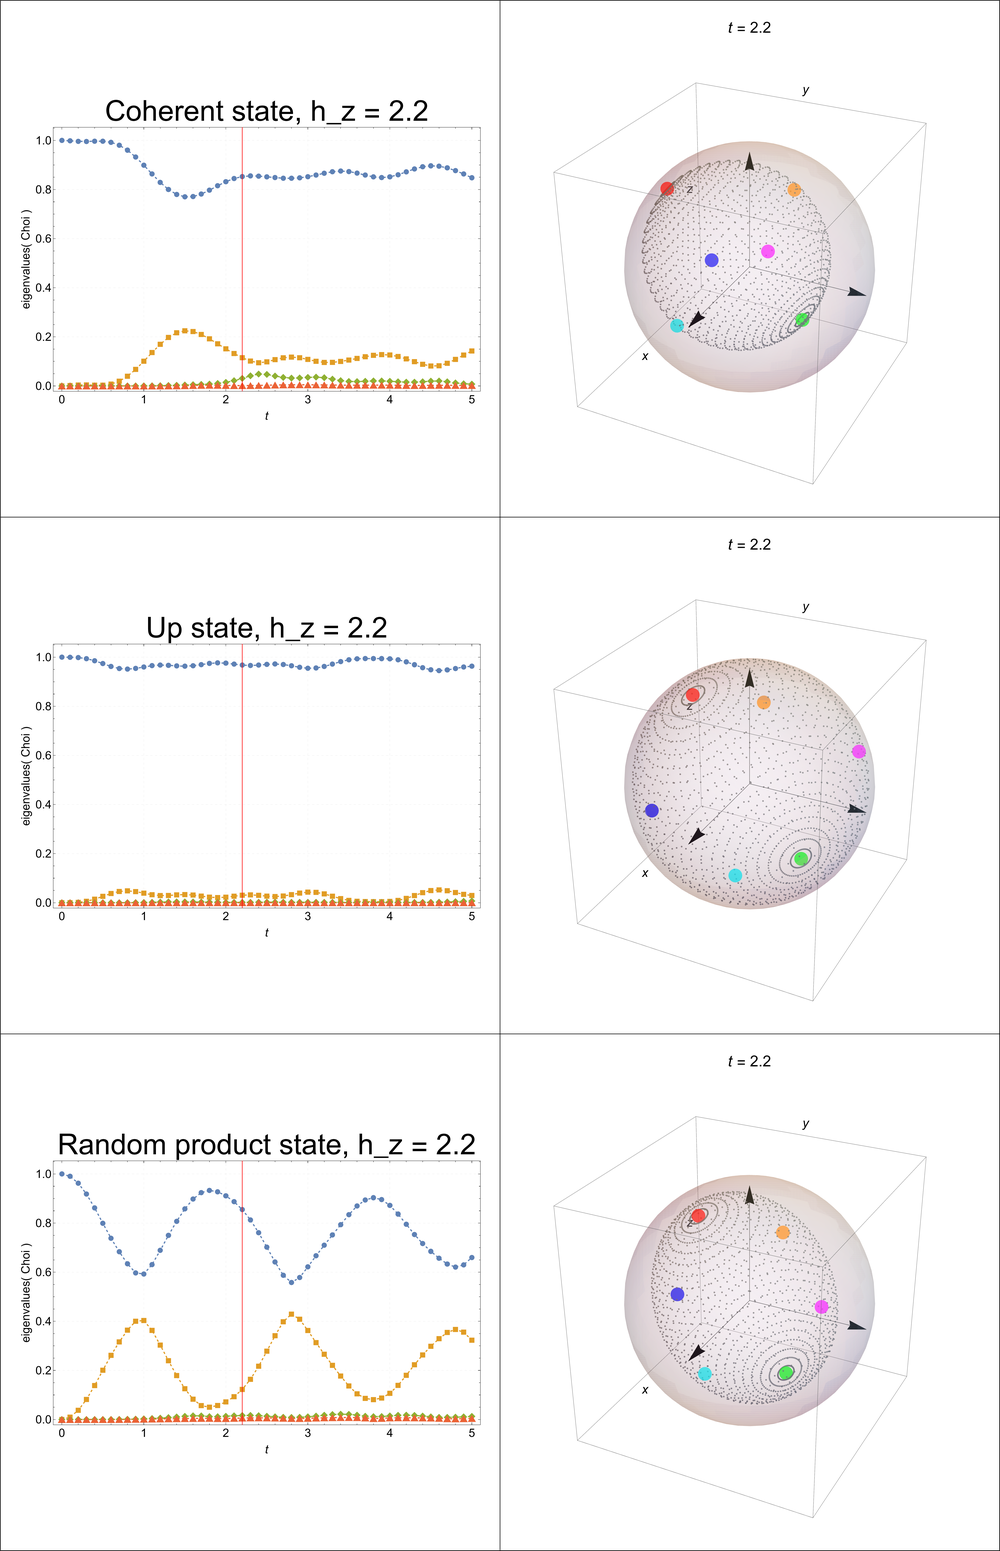 t = 2.2
y
Coherent state, h_z = 2.2
1.0
0.8
0.6
0.4
0.2
0.0
eigenvalues( Choi )
0 1 2 3 4 5
t
z
x
t = 2.2
y
Up state, h_z = 2.2
1.0
0.8
0.6
0.4
0.2
0.0
eigenvalues( Choi )
0 1 2 3 4 5
t
z
x
t = 2.2
y
Random product state, h_z = 2.2
1.0
0.8
0.6
0.4
0.2
0.0
eigenvalues( Choi )
0 1 2 3 4 5
t
z
x